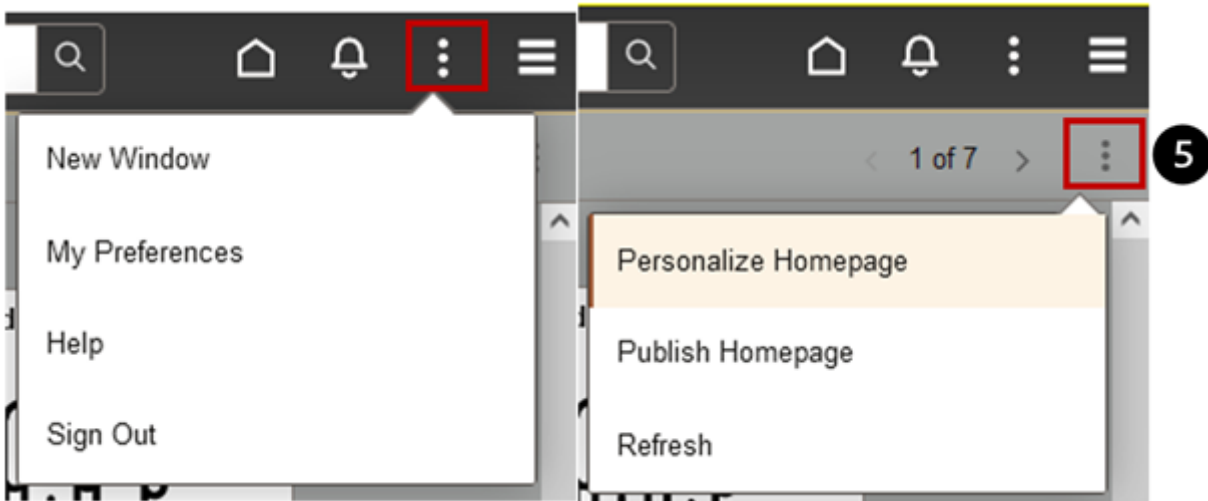 New Window
My Preferences
Help
Sign Out
1 of 7
5
Personalize Homepage
Publish Homepage
Refresh